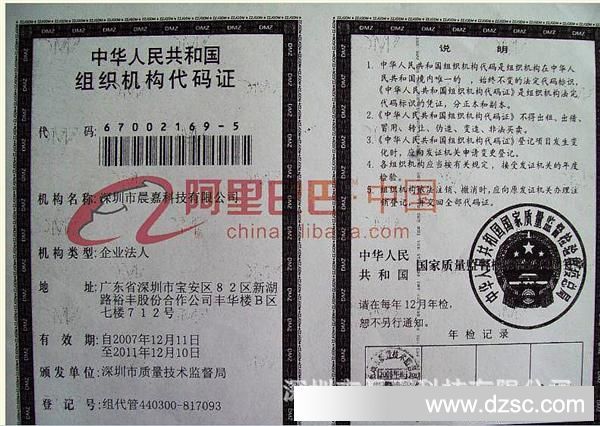 中华人民共和国
组织机构代码证
代 码:
67002169-5
机构名称:深圳市晨嘉科技有限公司
机构类型:企业法人
地 址:广东省深圳市宝安区82区新湖
路裕丰股份合作公司丰华楼B区
七楼712号
有 效 期:自2007年12月11日
至2011年12月10日
颁发单位:深圳市质量技术监督局
登 记 号:组代管440300-817093
说 明
1. 中华人民共和国组织机构代码是组织机构在中华人
民共和国境内唯一的、始终不变的法定代码标识,
《中华人民共和国组织机构代码证》是组织机构法定
代码标识的凭证,分正本和副本。
2. 《中华人民共和国组织机构代码证》不得出租、出借、
冒用、转让、伪造、变造、非法买卖。
3. 《中华人民共和国组织机构代码证》登记项目发生变
化时,应向发证机关申请变更登记。
4. 各组织机构应当按有关规定,接受发证机关的年度
检验。
5. 组织机构依法注销、撤消时,应向原发证机关办理注
销登记,并交回全部代码证。
中华人民
共和国
国家质量监督
中华人民共和国国家质量监督检验检疫总局
请在每年12月年检,
恕不另行通知。
年 检 记 录
阿里巴巴 中国
china.alibaba.com
www.dzsc.com